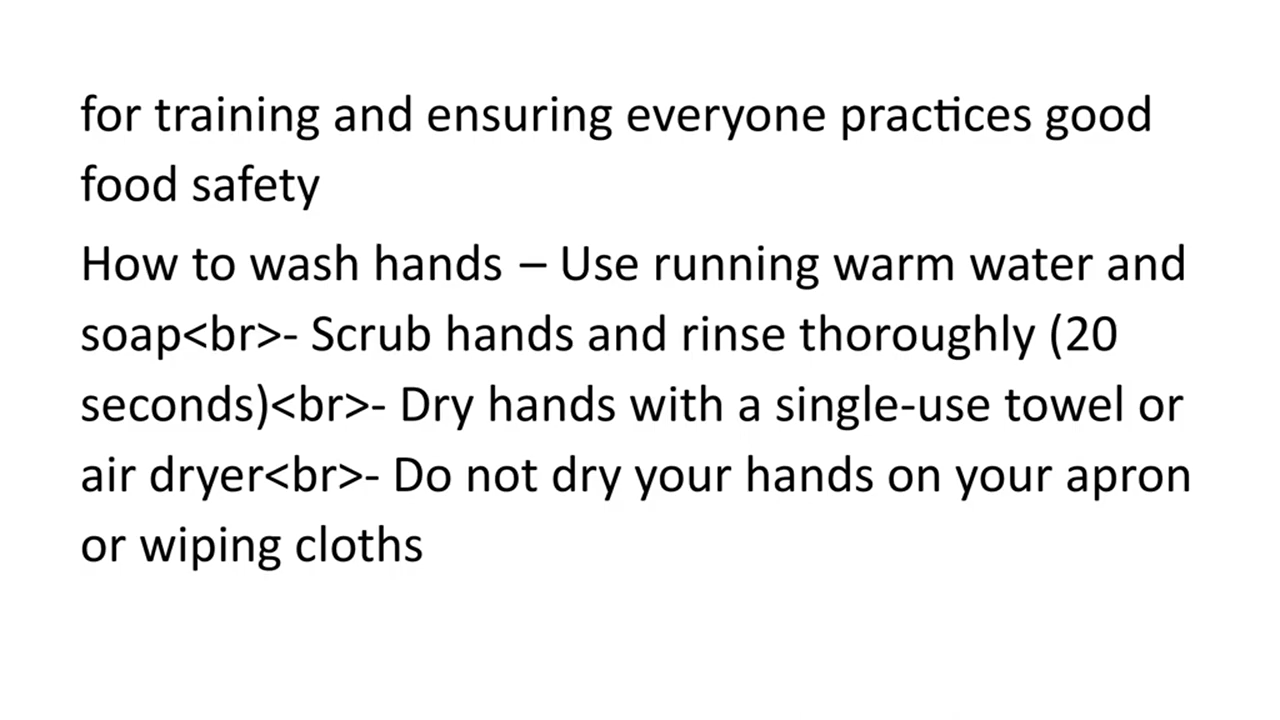 for training and ensuring everyone practices good
food safety
How to wash hands – Use running warm water and
soap<br>- Scrub hands and rinse thoroughly (20
seconds)<br>- Dry hands with a single-use towel or
air dryer<br>- Do not dry your hands on your apron
or wiping cloths